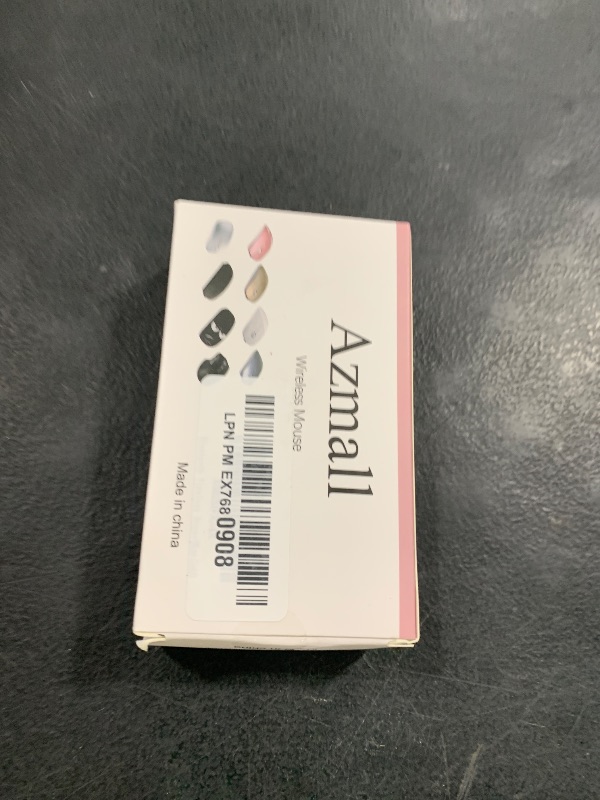 Azmall
Wireless Mouse
LPN PM EX7680908
Made in china